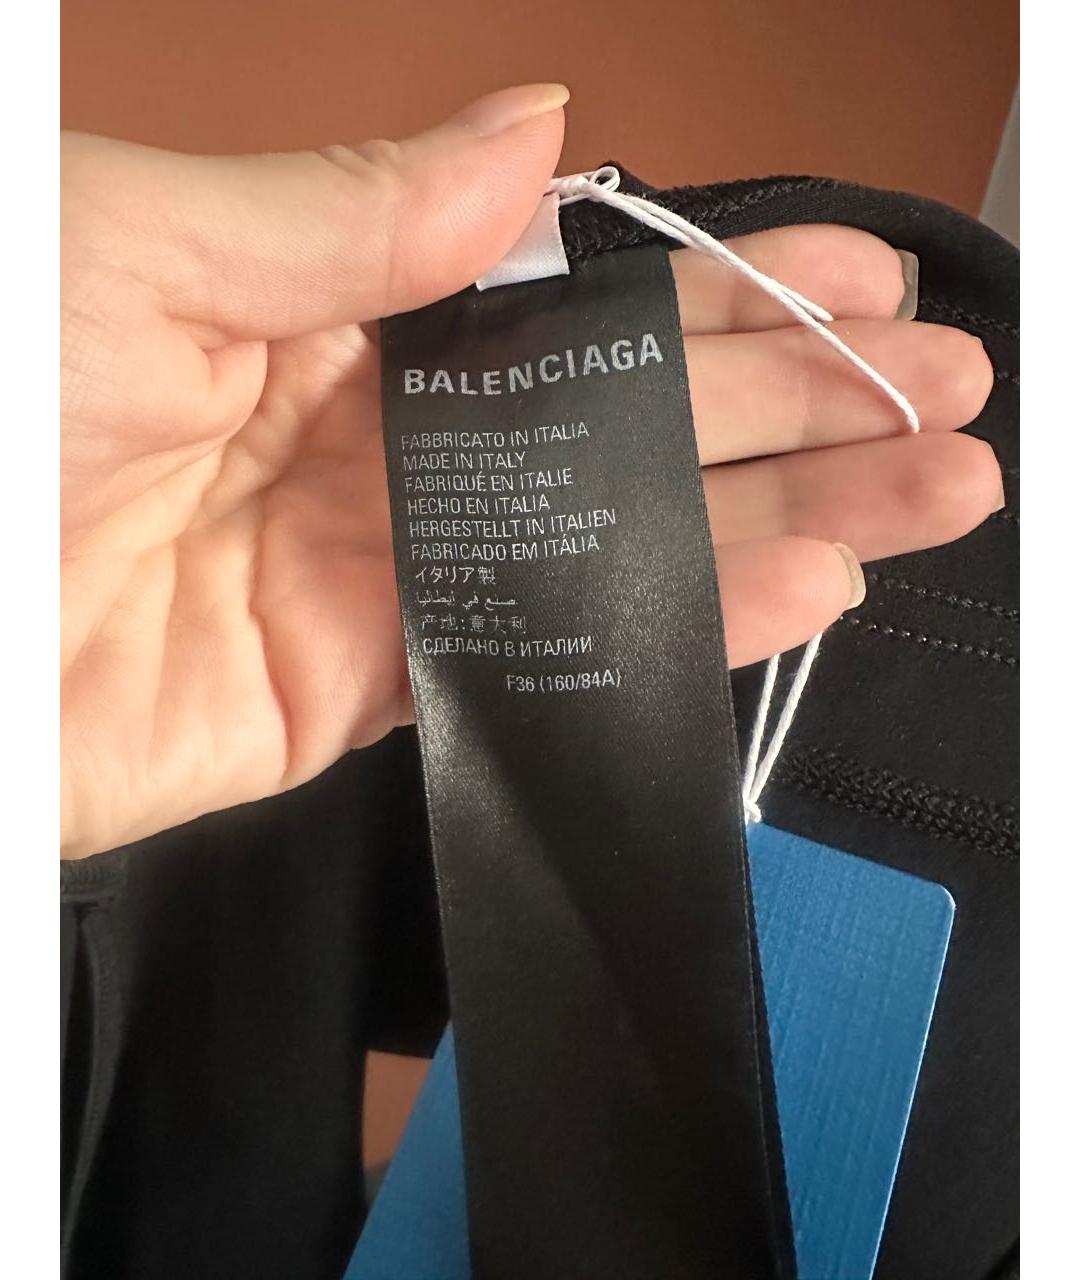 BALENCIAGA
FABBRICATO IN ITALIA
MADE IN ITALY
FABRIQUÉ EN ITALIE
HECHO EN ITALIA
HERGESTELLT IN ITALIEN
FABRICADO EM ITÁLIA
イタリア製
صنع في إيطاليا
产地:意大利
СДЕЛАНО В ИТАЛИИ
F36 (160/84A)